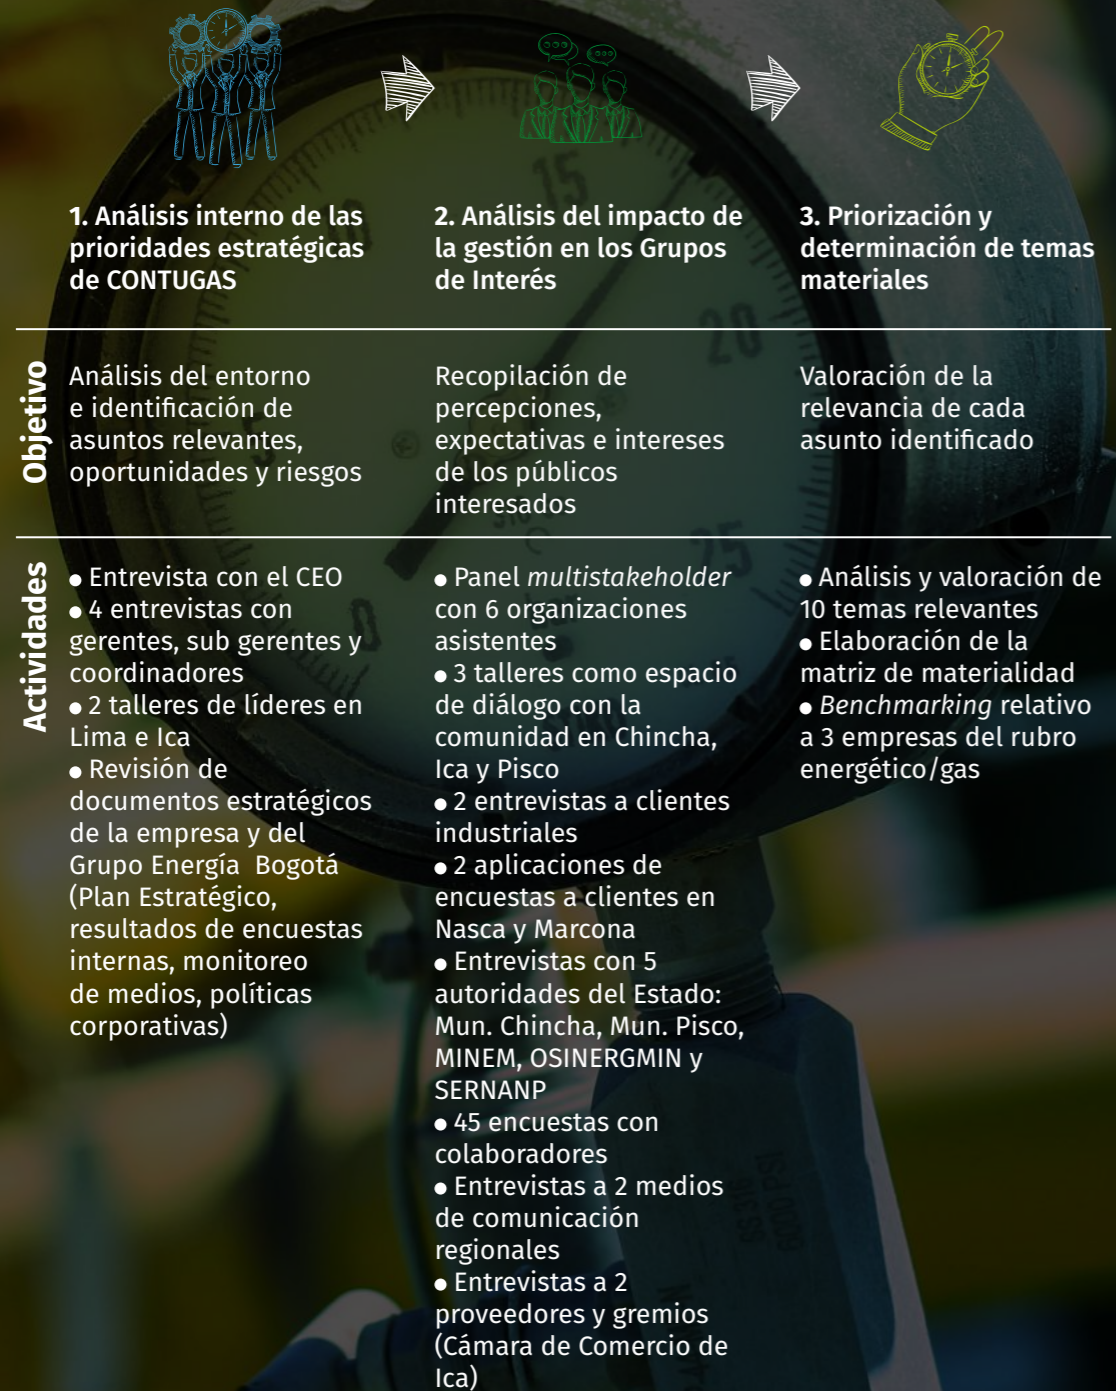 1. Análisis interno de las
prioridades estratégicas
de CONTUGAS
2. Análisis del impacto de
la gestión en los Grupos
de Interés
3. Priorización y
determinación de temas
materiales
Objetivo
Análisis del entorno
e identificación de
asuntos relevantes,
oportunidades y riesgos
Recopilación de
percepciones,
expectativas e intereses
de los públicos
interesados
Valoración de la
relevancia de cada
asunto identificado
Actividades
● Entrevista con el CEO
● 4 entrevistas con
gerentes, sub gerentes y
coordinadores
● 2 talleres de líderes en
Lima e Ica
● Revisión de
documentos estratégicos
de la empresa y del
Grupo Energía Bogotá
(Plan Estratégico,
resultados de encuestas
internas, monitoreo
de medios, políticas
corporativas)
● Panel multistakeholder
con 6 organizaciones
asistentes
● 3 talleres como espacio
de diálogo con la
comunidad en Chincha,
Ica y Pisco
● 2 entrevistas a clientes
industriales
● 2 aplicaciones de
encuestas a clientes en
Nasca y Marcona
● Entrevistas con 5
autoridades del Estado:
Mun. Chincha, Mun. Pisco,
MINEM, OSINERGMIN y
SERNANP
● 45 encuestas con
colaboradores
● Entrevistas a 2 medios
de comunicación
regionales
● Entrevistas a 2
proveedores y gremios
(Cámara de Comercio de
Ica)
● Análisis y valoración de
10 temas relevantes
● Elaboración de la
matriz de materialidad
● Benchmarking relativo
a 3 empresas del rubro
energético/gas
15
20
25
0
6000 PSI
SS 316